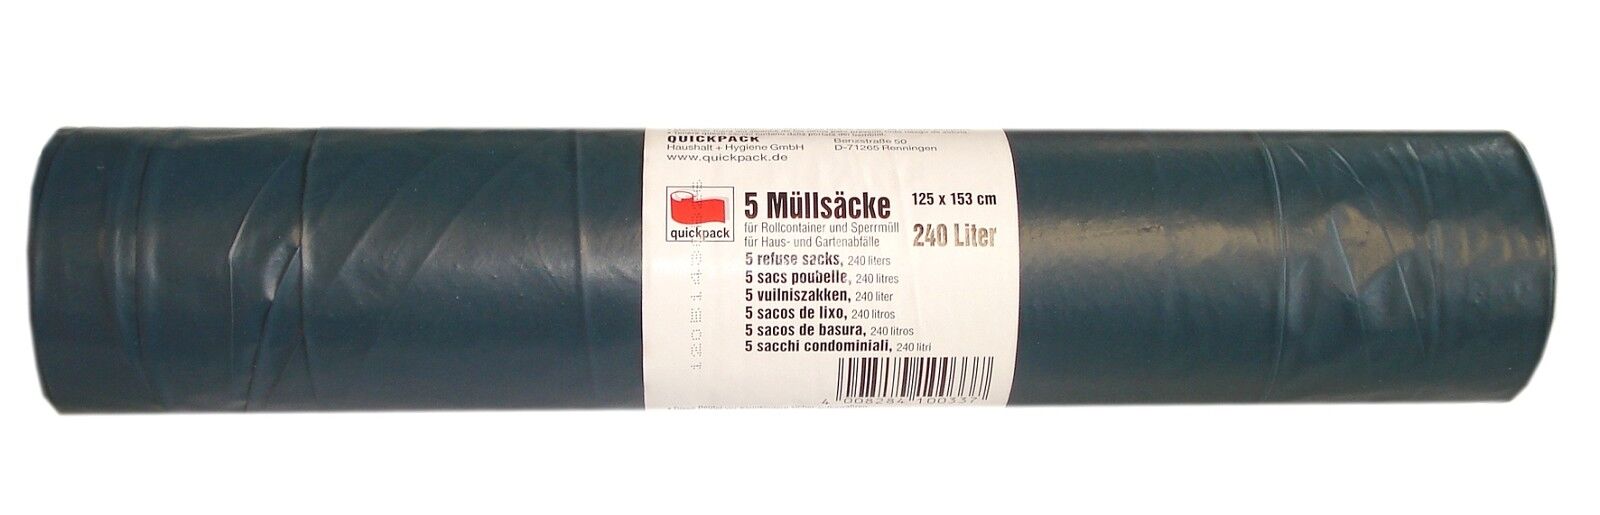 QUICKPACK
Haushalt + Hygiene GmbH
www.quickpack.de
Benzstraße 50
D-71265 Renningen
quickpack
5 Müllsäcke
125 x 153 cm
für Rollcontainer und Sperrmüll
für Haus- und Gartenabfälle
240 Liter
5 refuse sacks, 240 liters
5 sacs poubelle, 240 litres
5 vuilniszakken, 240 liter
5 sacos de lixo, 240 litros
5 sacos de basura, 240 litros
5 sacchi condominiali, 240 litri
4 008284 100337